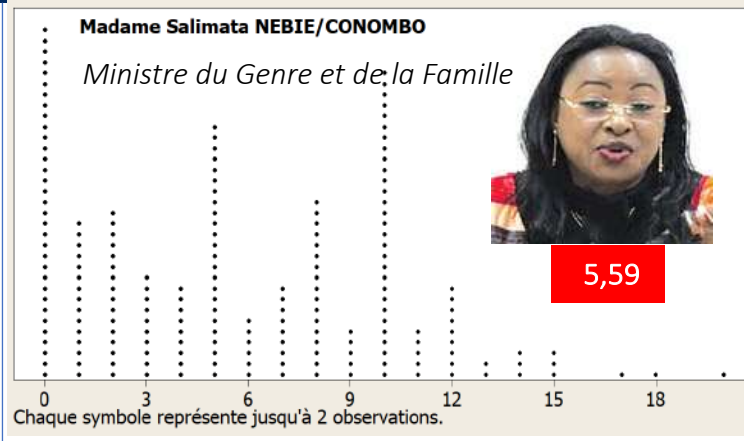 Madame Salimata NEBIE/CONOMBO
Ministre du Genre et de la Famille
5,59
0 3 6 9 12 15 18
Chaque symbole représente jusqu'à 2 observations.